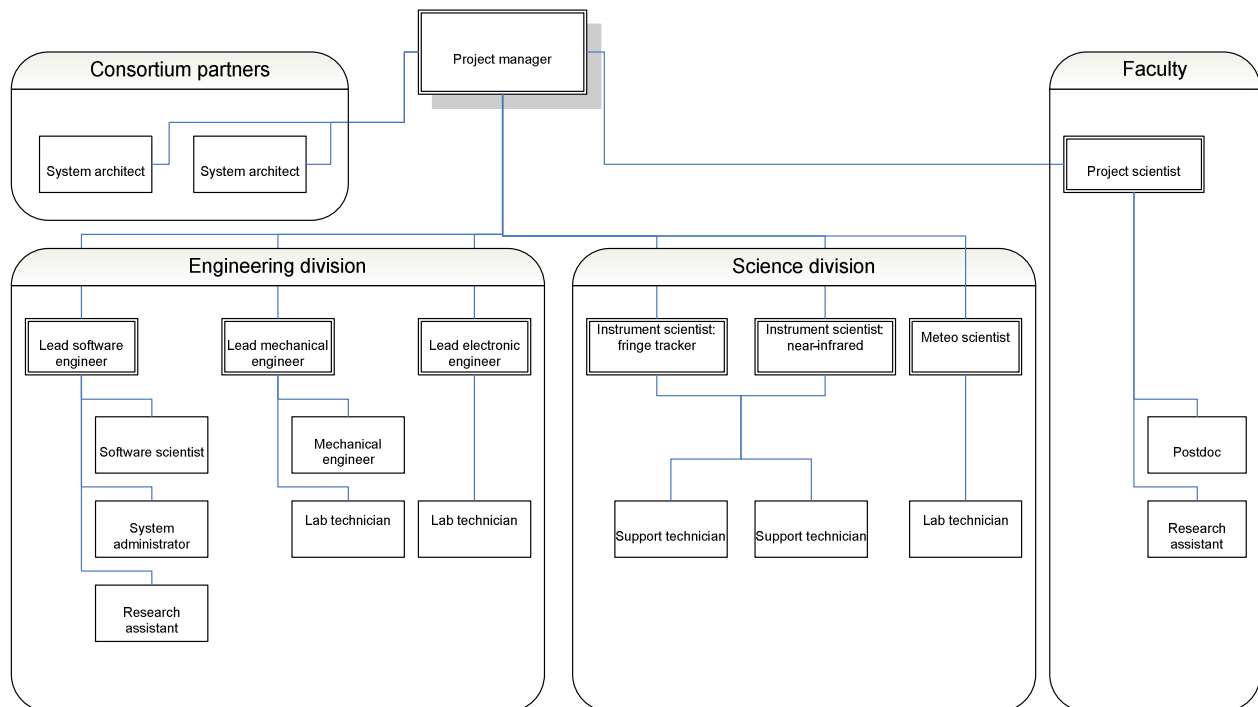 Project manager
Consortium partners
System architect
System architect
Faculty
Project scientist
Postdoc
Research
assistant
Engineering division
Lead software
engineer
Lead mechanical
engineer
Lead electronic
engineer
Software scientist
Mechanical
engineer
System
administrator
Lab technician
Lab technician
Research
assistant
Science division
Instrument scientist:
fringe tracker
Instrument scientist:
near-infrared
Meteo scientist
Support technician
Support technician
Lab technician